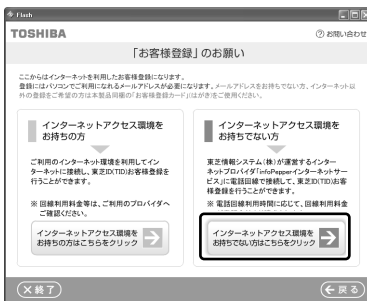 Flash
TOSHIBA
お問い合わせ
「お客様登録」のお願い
ここからはインターネットを利用したお客様登録になります。
登録にはパソコンでご利用になれるメールアドレスが必要になります。メールアドレスをお持ちでない方、インターネット以
外の登録をご希望の方は本製品同梱の「お客様登録カード」(はがき)をご使用ください。
インターネットアクセス環境を
お持ちの方
ご利用のインターネット環境を利用してイン
ターネットに接続し、東芝ID(TID)お客様登録を
行うことができます。
※ 回線利用料金等は、ご利用のプロバイダへ
ご確認ください。
インターネットアクセス環境を
お持ちの方はこちらをクリック
インターネットアクセス環境を
お持ちでない方
東芝情報システム(株)が運営するインター
ネットプロバイダ「infoPepperインターネットサー
ビス」に電話回線で接続して、東芝ID(TID)お客
様登録を行うことができます。
※ 電話回線利用時間に応じて、回線利用料金
インターネットアクセス環境を
お持ちでない方はこちらをクリック
終了
戻る